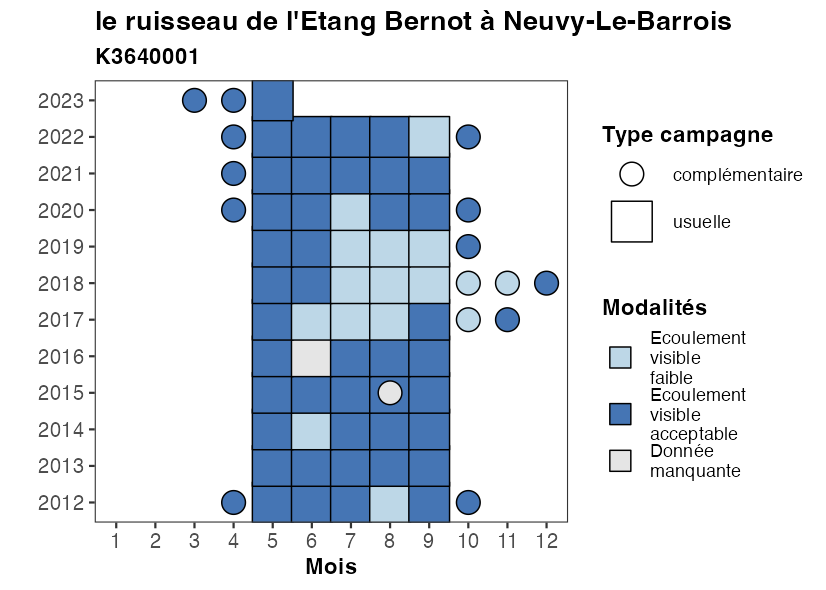 le ruisseau de l'Etang Bernot à Neuvy-Le-Barrois
K3640001
2023
2022
2021
2020
2019
2018
2017
2016
2015
2014
2013
2012
1 2 3 4 5 6 7 8 9 10 11 12
Mois
Type campagne
complémentaire
usuelle
Modalités
Ecoulement
visible
faible
Ecoulement
visible
acceptable
Donnée
manquante